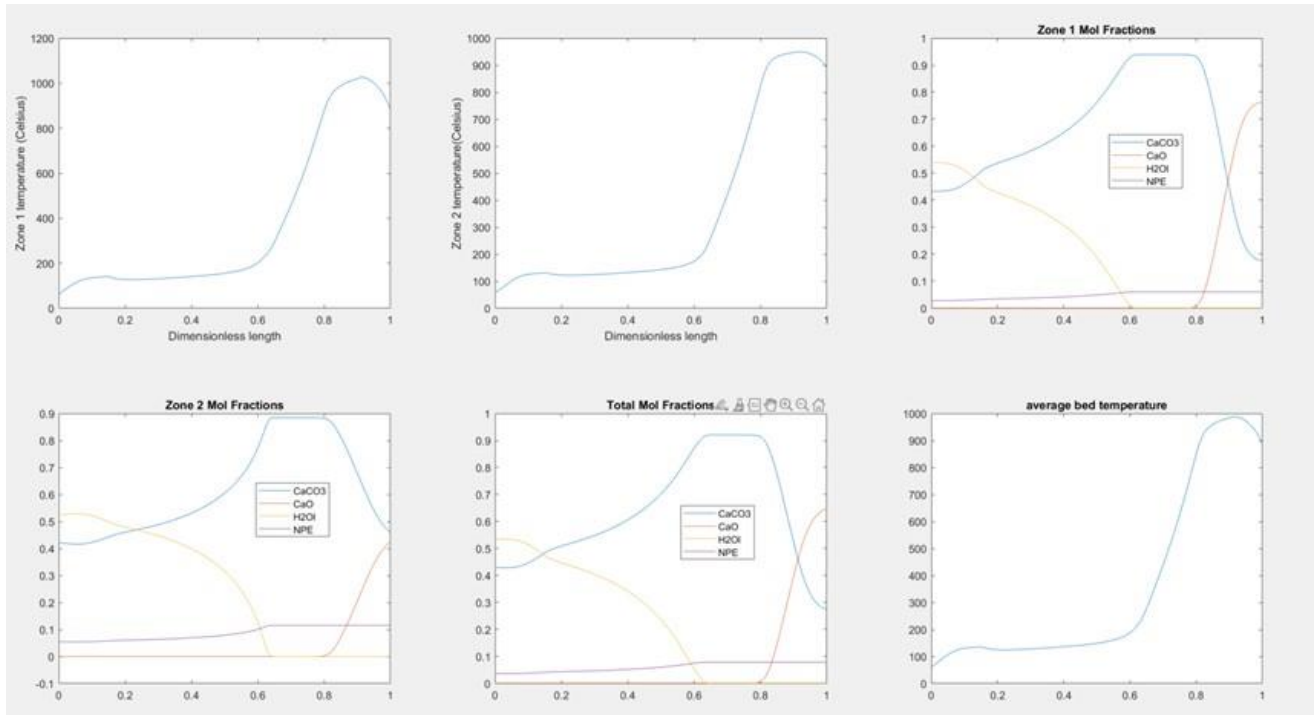 Zone 1 temperature (Celsius)
1200
1000
800
600
400
200
0
0 0.2 0.4 0.6 0.8 1
Dimensionless length
Zone 2 temperature(Celsius)
1000
900
800
700
600
500
400
300
200
100
0
0 0.2 0.4 0.6 0.8 1
Dimensionless length
Zone 1 Mol Fractions
1
0.9
0.8
0.7
0.6
0.5
0.4
0.3
0.2
0.1
0
CaCO3
CaO
H2Ol
NPE
0 0.2 0.4 0.6 0.8 1
Zone 2 Mol Fractions
0.9
0.8
0.7
0.6
0.5
0.4
0.3
0.2
0.1
0
-0.1
CaCO3
CaO
H2Ol
NPE
0 0.2 0.4 0.6 0.8 1
Total Mol Fractions
1
0.9
0.8
0.7
0.6
0.5
0.4
0.3
0.2
0.1
0
CaCO3
CaO
H2Ol
NPE
0 0.2 0.4 0.6 0.8 1
average bed temperature
1000
900
800
700
600
500
400
300
200
100
0
0 0.2 0.4 0.6 0.8 1